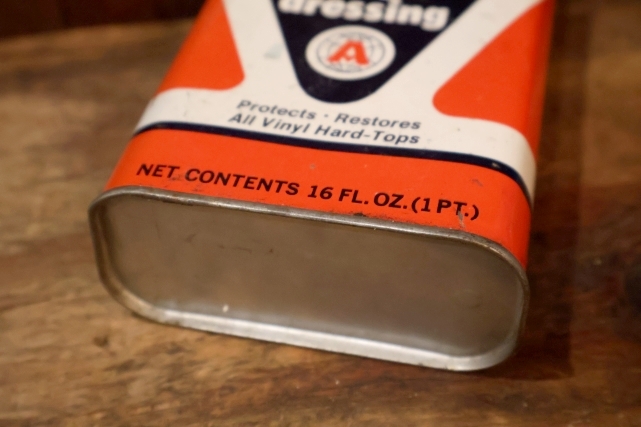 dressing
A
Protects · Restores
All Vinyl Hard-Tops
NET CONTENTS 16 FL. OZ. (1 PT.)